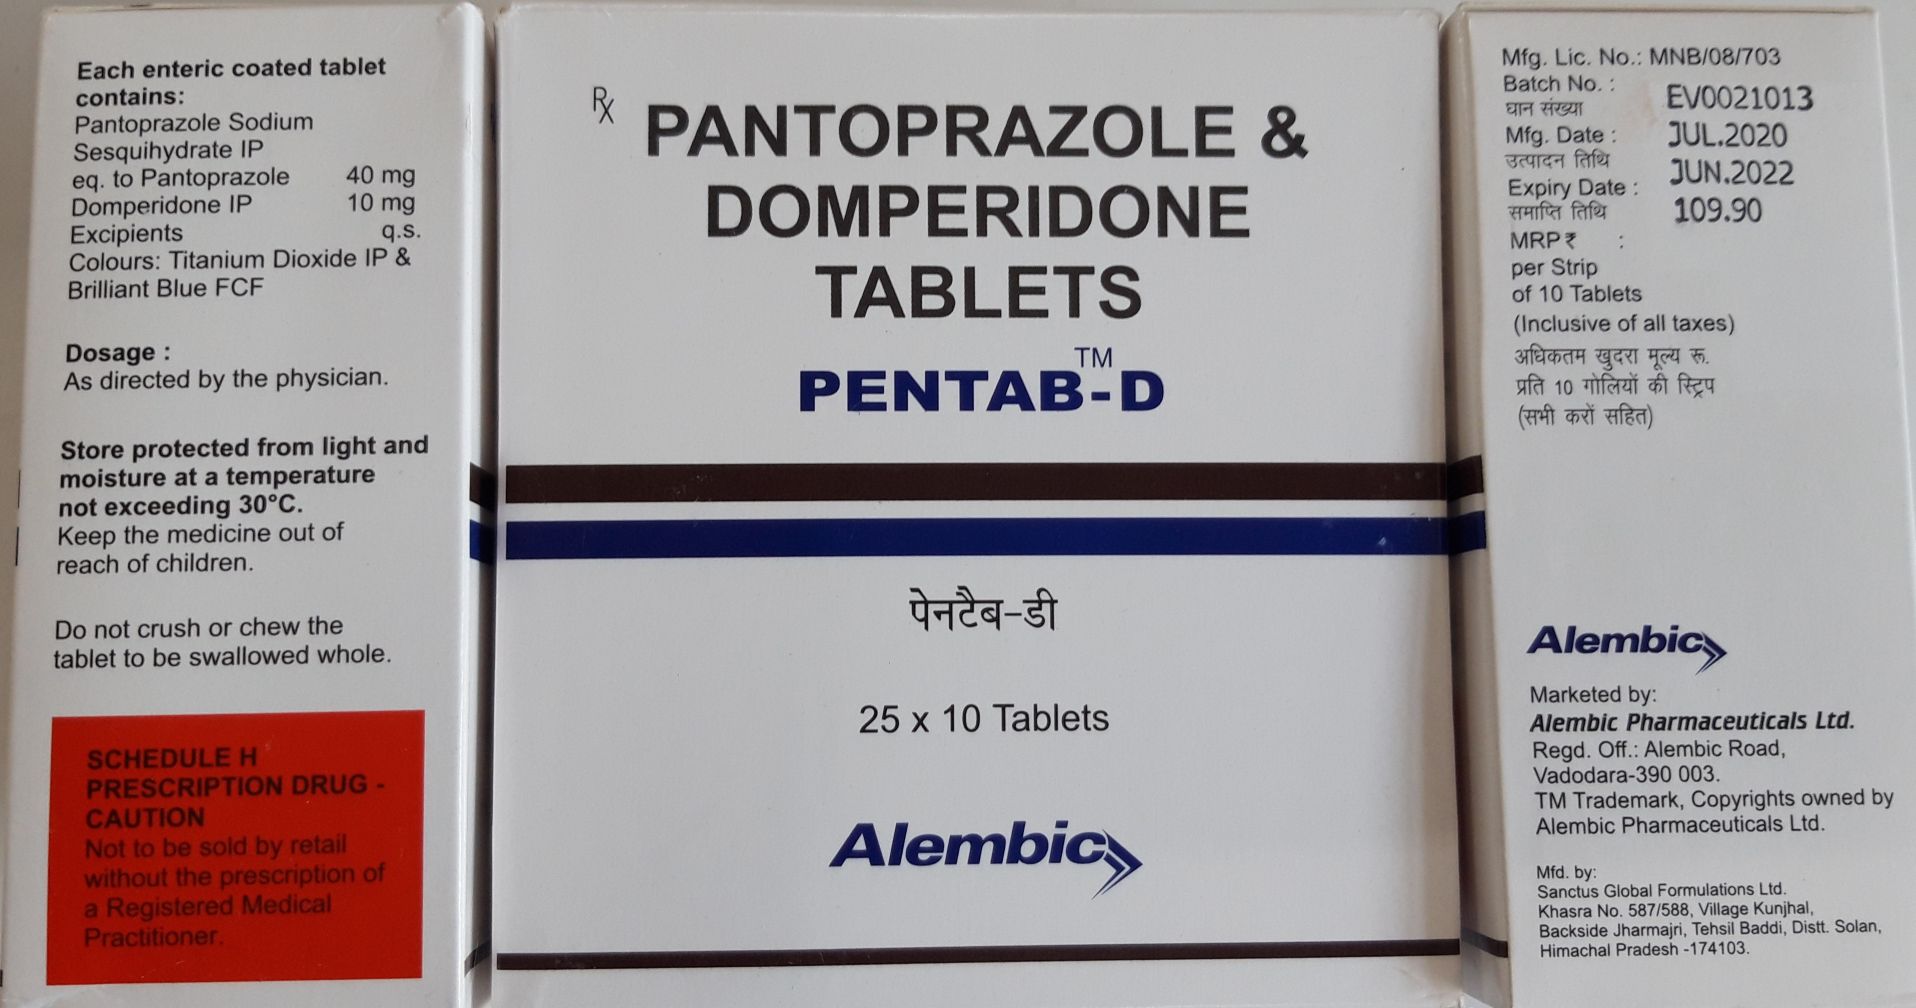 Each enteric coated tablet
contains:
Pantoprazole Sodium
Sesquihydrate IP
eq. to Pantoprazole 40 mg
Domperidone IP 10 mg
Excipients q.s.
Colours: Titanium Dioxide IP &
Brilliant Blue FCF
Dosage :
As directed by the physician.
Store protected from light and
moisture at a temperature
not exceeding 30°C.
Keep the medicine out of
reach of children.
Do not crush or chew the
tablet to be swallowed whole.
SCHEDULE H
PRESCRIPTION DRUG -
CAUTION
Not to be sold by retail
without the prescription of
a Registered Medical
Practitioner.
Rx PANTOPRAZOLE &
DOMPERIDONE
TABLETS
PENTAB-D™
पेनटैब-डी
25 x 10 Tablets
Alembic
Mfg. Lic. No.: MNB/08/703
Batch No. : EV0021013
घान संख्या
Mfg. Date : JUL.2020
उत्पादन तिथि
Expiry Date : JUN.2022
समाप्ति तिथि 109.90
MRP ₹ :
per Strip
of 10 Tablets
(Inclusive of all taxes)
अधिकतम खुदरा मूल्य रू.
प्रति 10 गोलियों की स्ट्रिप
(सभी करों सहित)
Alembic
Marketed by:
Alembic Pharmaceuticals Ltd.
Regd. Off.: Alembic Road,
Vadodara-390 003.
TM Trademark, Copyrights owned by
Alembic Pharmaceuticals Ltd.
Mfd. by:
Sanctus Global Formulations Ltd.
Khasra No. 587/588, Village Kunjhal,
Backside Jharmajri, Tehsil Baddi, Distt. Solan,
Himachal Pradesh -174103.